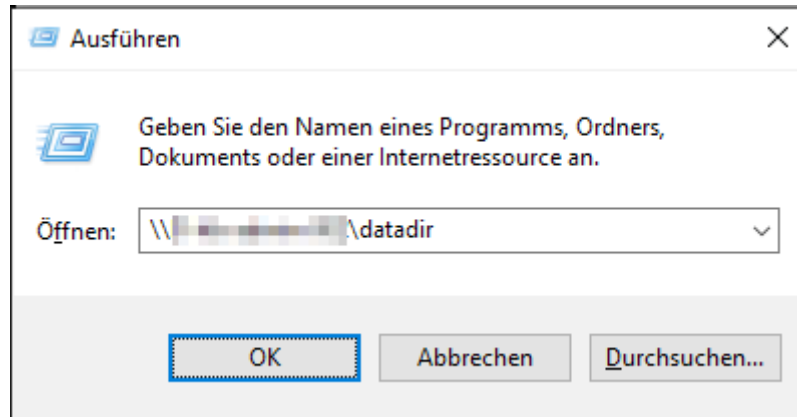 Ausführen
Geben Sie den Namen eines Programms, Ordners,
Dokuments oder einer Internetressource an.
Öffnen:
\\ \datadir
OK
Abbrechen
Durchsuchen...